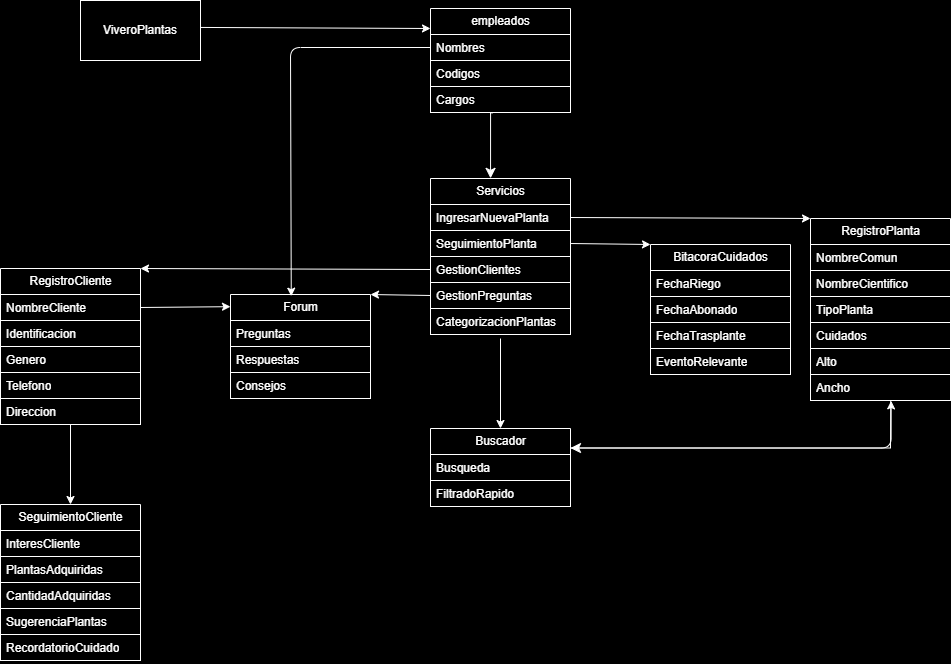 ViveroPlantas
empleados
Nombres
Codigos
Cargos
Servicios
IngresarNuevaPlanta
SeguimientoPlanta
GestionClientes
GestionPreguntas
CategorizacionPlantas
RegistroPlanta
NombreComun
NombreCientifico
TipoPlanta
Cuidados
Alto
Ancho
BitacoraCuidados
FechaRiego
FechaAbonado
FechaTrasplante
EventoRelevante
RegistroCliente
NombreCliente
Identificacion
Genero
Telefono
Direccion
Forum
Preguntas
Respuestas
Consejos
Buscador
Busqueda
FiltradoRapido
SeguimientoCliente
InteresCliente
PlantasAdquiridas
CantidadAdquiridas
SugerenciaPlantas
RecordatorioCuidado